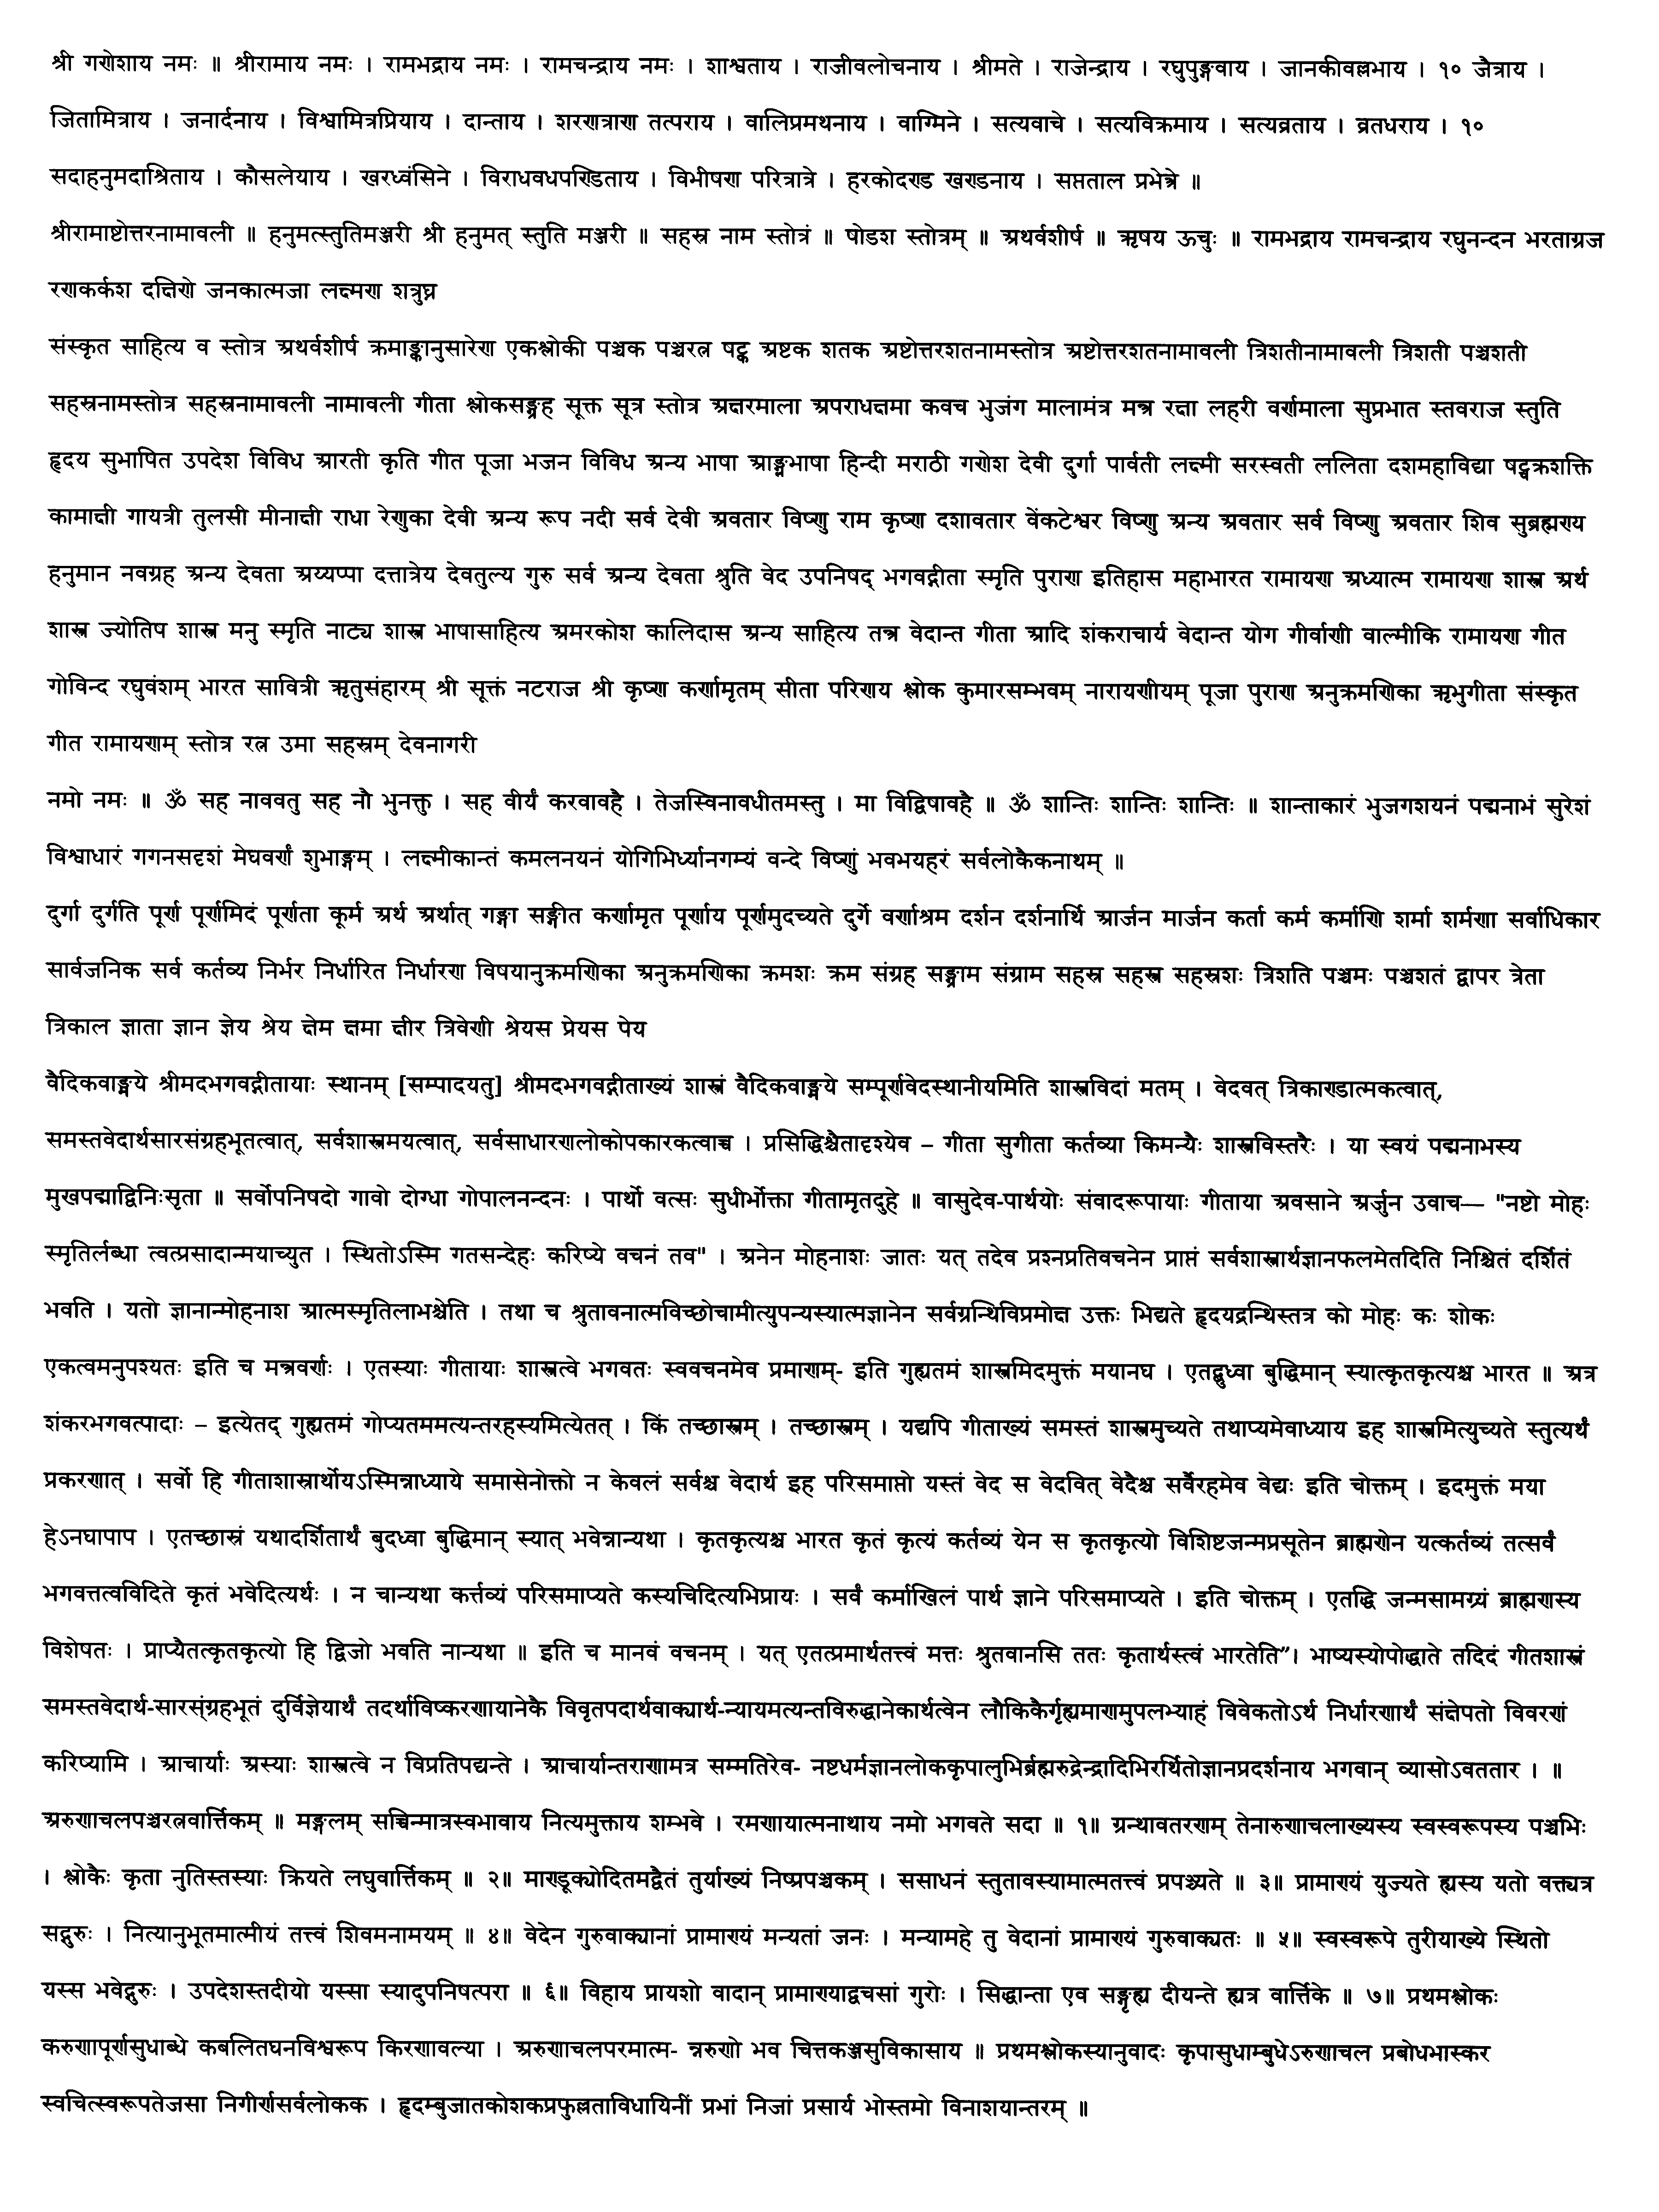 श्री गणेशाय नमः ॥ श्रीरामाय नमः । रामभद्राय नमः । रामचन्द्राय नमः । शाश्वताय । राजीवलोचनाय । श्रीमते । राजेन्द्राय । रघुपुङ्गवाय । जानकीवल्लभाय । १० जैत्राय ।
जितामित्राय । जनार्दनाय । विश्वामित्रप्रियाय । दान्ताय । शरणत्राण तत्पराय । वालिप्रमथनाय । वाग्मिने । सत्यवाचे । सत्यविक्रमाय । सत्यव्रताय । व्रतधराय । १०
सदाहनुमदाश्रिताय । कौसलेयाय । खरध्वंसिने । विराधवधपण्डिताय । विभीषण परित्रात्रे । हरकोदण्ड खण्डनाय । सप्तताल प्रभेत्रे ॥
श्रीरामाष्टोत्तरनामावली ॥ हनुमत्स्तुतिमञ्जरी श्री हनुमत् स्तुति मञ्जरी ॥ सहस्र नाम स्तोत्रं ॥ षोडश स्तोत्रम् ॥ अथर्वशीर्ष ॥ ऋषय ऊचुः ॥ रामभद्राय रामचन्द्राय रघुनन्दन भरताग्रज
रणकर्कश दक्षिणे जनकात्मजा लक्ष्मण शत्रुघ्न
संस्कृत साहित्य व स्तोत्र अथर्वशीर्ष क्रमाङ्कानुसारेण एकश्लोकी पञ्चक पञ्चरत्न षट्क अष्टक शतक अष्टोत्तरशतनामस्तोत्र अष्टोत्तरशतनामावली त्रिशतीनामावली त्रिशती पञ्चशती
सहस्रनामस्तोत्र सहस्रनामावली नामावली गीता श्लोकसङ्ग्रह सूक्त सूत्र स्तोत्र अक्षरमाला अपराधक्षमा कवच भुजंग मालामंत्र मन्त्र रक्षा लहरी वर्णमाला सुप्रभात स्तवराज स्तुति
हृदय सुभाषित उपदेश विविध आरती कृति गीत पूजा भजन विविध अन्य भाषा आङ्ग्लभाषा हिन्दी मराठी गणेश देवी दुर्गा पार्वती लक्ष्मी सरस्वती ललिता दशमहाविद्या षट्चक्रशक्ति
कामाक्षी गायत्री तुलसी मीनाक्षी राधा रेणुका देवी अन्य रूप नदी सर्व देवी अवतार विष्णु राम कृष्ण दशावतार वेंकटेश्वर विष्णु अन्य अवतार सर्व विष्णु अवतार शिव सुब्रह्मण्य
हनुमान नवग्रह अन्य देवता अय्यप्पा दत्तात्रेय देवतुल्य गुरु सर्व अन्य देवता श्रुति वेद उपनिषद् भगवद्गीता स्मृति पुराण इतिहास महाभारत रामायण अध्यात्म रामायण शास्त्र अर्थ
शास्त्र ज्योतिष शास्त्र मनु स्मृति नाट्य शास्त्र भाषासाहित्य अमरकोश कालिदास अन्य साहित्य तन्त्र वेदान्त गीता आदि शंकराचार्य वेदान्त योग गीर्वाणी वाल्मीकि रामायण गीत
गोविन्द रघुवंशम् भारत सावित्री ऋतुसंहारम् श्री सूक्तं नटराज श्री कृष्ण कर्णामृतम् सीता परिणय श्लोक कुमारसम्भवम् नारायणीयम् पूजा पुराण अनुक्रमणिका ऋभुगीता संस्कृत
गीत रामायणम् स्तोत्र रत्न उमा सहस्रम् देवनागरी
नमो नमः ॥ ॐ सह नाववतु सह नौ भुनक्तु । सह वीर्यं करवावहै । तेजस्विनावधीतमस्तु । मा विद्विषावहै ॥ ॐ शान्तिः शान्तिः शान्तिः ॥ शान्ताकारं भुजगशयनं पद्मनाभं सुरेशं
विश्वाधारं गगनसदृशं मेघवर्णं शुभाङ्गम् । लक्ष्मीकान्तं कमलनयनं योगिभिर्ध्यानगम्यं वन्दे विष्णुं भवभयहरं सर्वलोकैकनाथम् ॥
दुर्गा दुर्गति पूर्ण पूर्णमिदं पूर्णता कूर्म अर्थ अर्थात् गङ्गा सङ्गीत कर्णामृत पूर्णाय पूर्णमुदच्यते दुर्गे वर्णाश्रम दर्शन दर्शनार्थि आर्जन मार्जन कर्ता कर्म कर्माणि शर्मा शर्मणा सर्वाधिकार
सार्वजनिक सर्व कर्तव्य निर्भर निर्धारित निर्धारण विषयानुक्रमणिका अनुक्रमणिका क्रमशः क्रम संग्रह सङ्ग्राम संग्राम सहस्र सहस्त्र सहस्रशः त्रिशति पञ्चमः पञ्चशतं द्वापर त्रेता
त्रिकाल ज्ञाता ज्ञान ज्ञेय श्रेय क्षेम क्षमा क्षीर त्रिवेणी श्रेयस प्रेयस पेय
वैदिकवाङ्मये श्रीमदभगवद्गीतायाः स्थानम् [सम्पादयतु] श्रीमदभगवद्गीताख्यं शास्त्रं वैदिकवाङ्मये सम्पूर्णवेदस्थानीयमिति शास्त्रविदां मतम् । वेदवत् त्रिकाण्डात्मकत्वात्,
समस्तवेदार्थसारसंग्रहभूतत्वात्, सर्वशास्त्रमयत्वात्, सर्वसाधारणलोकोपकारकत्वाच्च । प्रसिद्धिश्चैतादृश्येव – गीता सुगीता कर्तव्या किमन्यैः शास्त्रविस्तरैः । या स्वयं पद्मनाभस्य
मुखपद्माद्विनिःसृता ॥ सर्वोपनिषदो गावो दोग्धा गोपालनन्दनः । पार्थो वत्सः सुधीर्भोक्ता गीतामृतदुहे ॥ वासुदेव-पार्थयोः संवादरूपायाः गीताया अवसाने अर्जुन उवाच— "नष्टो मोहः
स्मृतिर्लब्धा त्वत्प्रसादान्मयाच्युत । स्थितोऽस्मि गतसन्देहः करिष्ये वचनं तव" । अनेन मोहनाशः जातः यत् तदेव प्रश्नप्रतिवचनेन प्राप्तं सर्वशास्त्रार्थज्ञानफलमेतदिति निश्चितं दर्शितं
भवति । यतो ज्ञानान्मोहनाश आत्मस्मृतिलाभश्चेति । तथा च श्रुतावनात्मविच्छोचामीत्युपन्यस्यात्मज्ञानेन सर्वग्रन्थिविप्रमोक्ष उक्तः भिद्यते हृदयद्रन्थिस्तत्र को मोहः कः शोकः
एकत्वमनुपश्यतः इति च मन्त्रवर्णः । एतस्याः गीतायाः शास्त्रत्वे भगवतः स्ववचनमेव प्रमाणम्- इति गुह्यतमं शास्त्रमिदमुक्तं मयानघ । एतद्बुध्वा बुद्धिमान् स्यात्कृतकृत्यश्च भारत ॥ अत्र
शंकरभगवत्पादाः – इत्येतद् गुह्यतमं गोप्यतममत्यन्तरहस्यमित्येतत् । किं तच्छास्त्रम् । तच्छास्त्रम् । यद्यपि गीताख्यं समस्तं शास्त्रमुच्यते तथाप्यमेवाध्याय इह शास्त्रमित्युच्यते स्तुत्यर्थं
प्रकरणात् । सर्वो हि गीताशास्त्रार्थोयऽस्मिन्नाध्याये समासेनोक्तो न केवलं सर्वश्च वेदार्थ इह परिसमाप्तो यस्तं वेद स वेदवित् वेदैश्च सर्वैरहमेव वेद्यः इति चोक्तम् । इदमुक्तं मया
हेऽनघापाप । एतच्छास्त्रं यथादर्शितार्थं बुदध्वा बुद्धिमान् स्यात् भवेन्नान्यथा । कृतकृत्यश्च भारत कृतं कृत्यं कर्तव्यं येन स कृतकृत्यो विशिष्टजन्मप्रसूतेन ब्राह्मणेन यत्कर्तव्यं तत्सर्वं
भगवत्तत्वविदिते कृतं भवेदित्यर्थः । न चान्यथा कर्त्तव्यं परिसमाप्यते कस्यचिदित्यभिप्रायः । सर्वं कर्माखिलं पार्थ ज्ञाने परिसमाप्यते । इति चोक्तम् । एतद्धि जन्मसामग्र्यं ब्राह्मणस्य
विशेषतः । प्राप्यैतत्कृतकृत्यो हि द्विजो भवति नान्यथा ॥ इति च मानवं वचनम् । यत् एतत्प्रमार्थतत्त्वं मत्तः श्रुतवानसि ततः कृतार्थस्त्वं भारतेति”। भाष्यस्योपोद्घाते तदिदं गीतशास्त्रं
समस्तवेदार्थ-सारस्ंग्रहभूतं दुर्विज्ञेयार्थं तदर्थाविष्करणायानेकै विवृतपदार्थवाक्यार्थ-न्यायमत्यन्तविरुद्धानेकार्थत्वेन लौकिकैर्गृह्यमाणमुपलभ्याहं विवेकतोऽर्थ निर्धारणार्थं संक्षेपतो विवरणं
करिष्यामि । आचार्याः अस्याः शास्त्रत्वे न विप्रतिपद्यन्ते । आचार्यान्तराणामत्र सम्मतिरेव- नष्टधर्मज्ञानलोककृपालुभिर्ब्रह्मरुद्रेन्द्रादिभिरर्थितोज्ञानप्रदर्शनाय भगवान् व्यासोऽवततार । ॥
अरुणाचलपञ्चरत्नवार्त्तिकम् ॥ मङ्गलम् सच्चिन्मात्रस्वभावाय नित्यमुक्ताय शम्भवे । रमणायात्मनाथाय नमो भगवते सदा ॥ १॥ ग्रन्थावतरणम् तेनारुणाचलाख्यस्य स्वस्वरूपस्य पञ्चभिः
। श्लोकैः कृता नुतिस्तस्याः क्रियते लघुवार्त्तिकम् ॥ २॥ माण्डूक्योदितमद्वैतं तुर्याख्यं निष्प्रपञ्चकम् । ससाधनं स्तुतावस्यामात्मतत्त्वं प्रपञ्च्यते ॥ ३॥ प्रामाण्यं युज्यते ह्यस्य यतो वक्त्यत्र
सद्गुरुः । नित्यानुभूतमात्मीयं तत्त्वं शिवमनामयम् ॥ ४॥ वेदेन गुरुवाक्यानां प्रामाण्यं मन्यतां जनः । मन्यामहे तु वेदानां प्रामाण्यं गुरुवाक्यतः ॥ ५॥ स्वस्वरूपे तुरीयाख्ये स्थितो
यस्स भवेद्गुरुः । उपदेशस्तदीयो यस्सा स्यादुपनिषत्परा ॥ ६॥ विहाय प्रायशो वादान् प्रामाण्याद्वचसां गुरोः । सिद्धान्ता एव सङ्गृह्य दीयन्ते ह्यत्र वार्त्तिके ॥ ७॥ प्रथमश्लोकः
करुणापूर्णसुधाब्धे कबलितघनविश्वरूप किरणावल्या । अरुणाचलपरमात्म- न्नरुणो भव चित्तकञ्जसुविकासाय ॥ प्रथमश्लोकस्यानुवादः कृपासुधाम्बुधेऽरुणाचल प्रबोधभास्कर
स्वचित्स्वरूपतेजसा निगीर्णसर्वलोकक । हृदम्बुजातकोशकप्रफुल्लताविधायिनीं प्रभां निजां प्रसार्य भोस्तमो विनाशयान्तरम् ॥